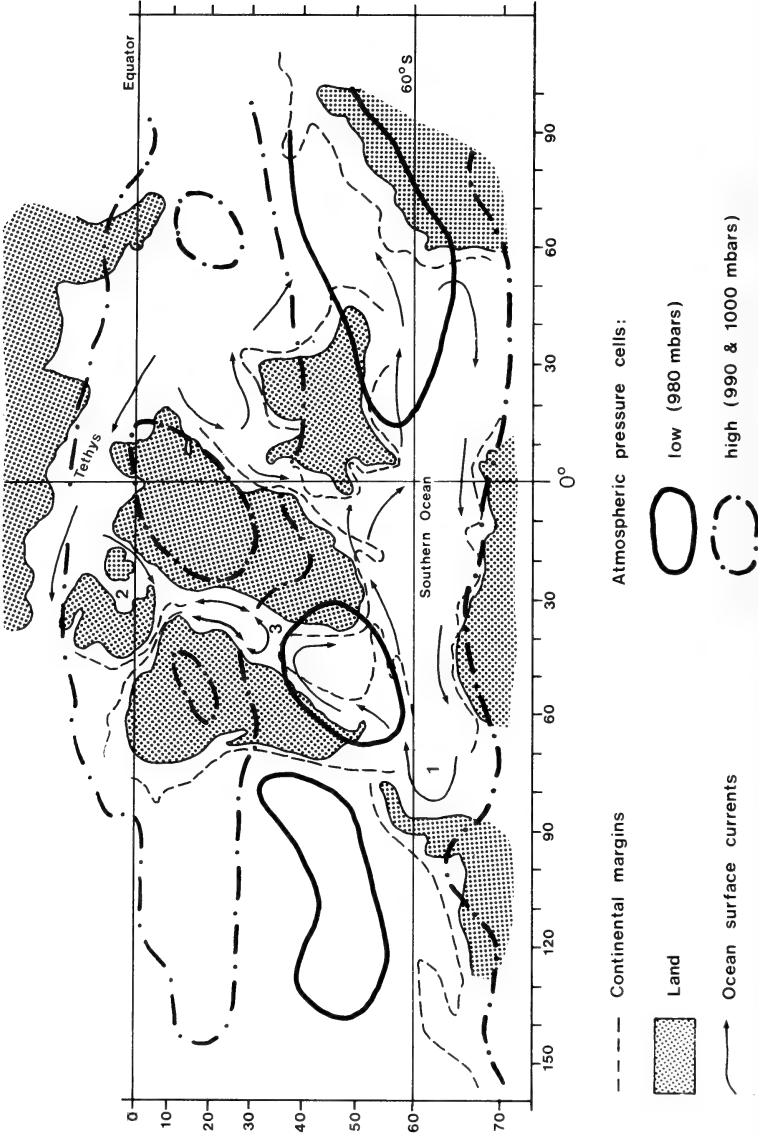 Equator
60° S
Tethys
2
3
1
Southern Ocean
0
10
20
30
40
50
60
70
150
120
90
60
30
0°
30
60
90
Continental margins
Land
Ocean surface currents
Atmospheric pressure cells:
low (980 mbars)
high (990 & 1000 mbars)